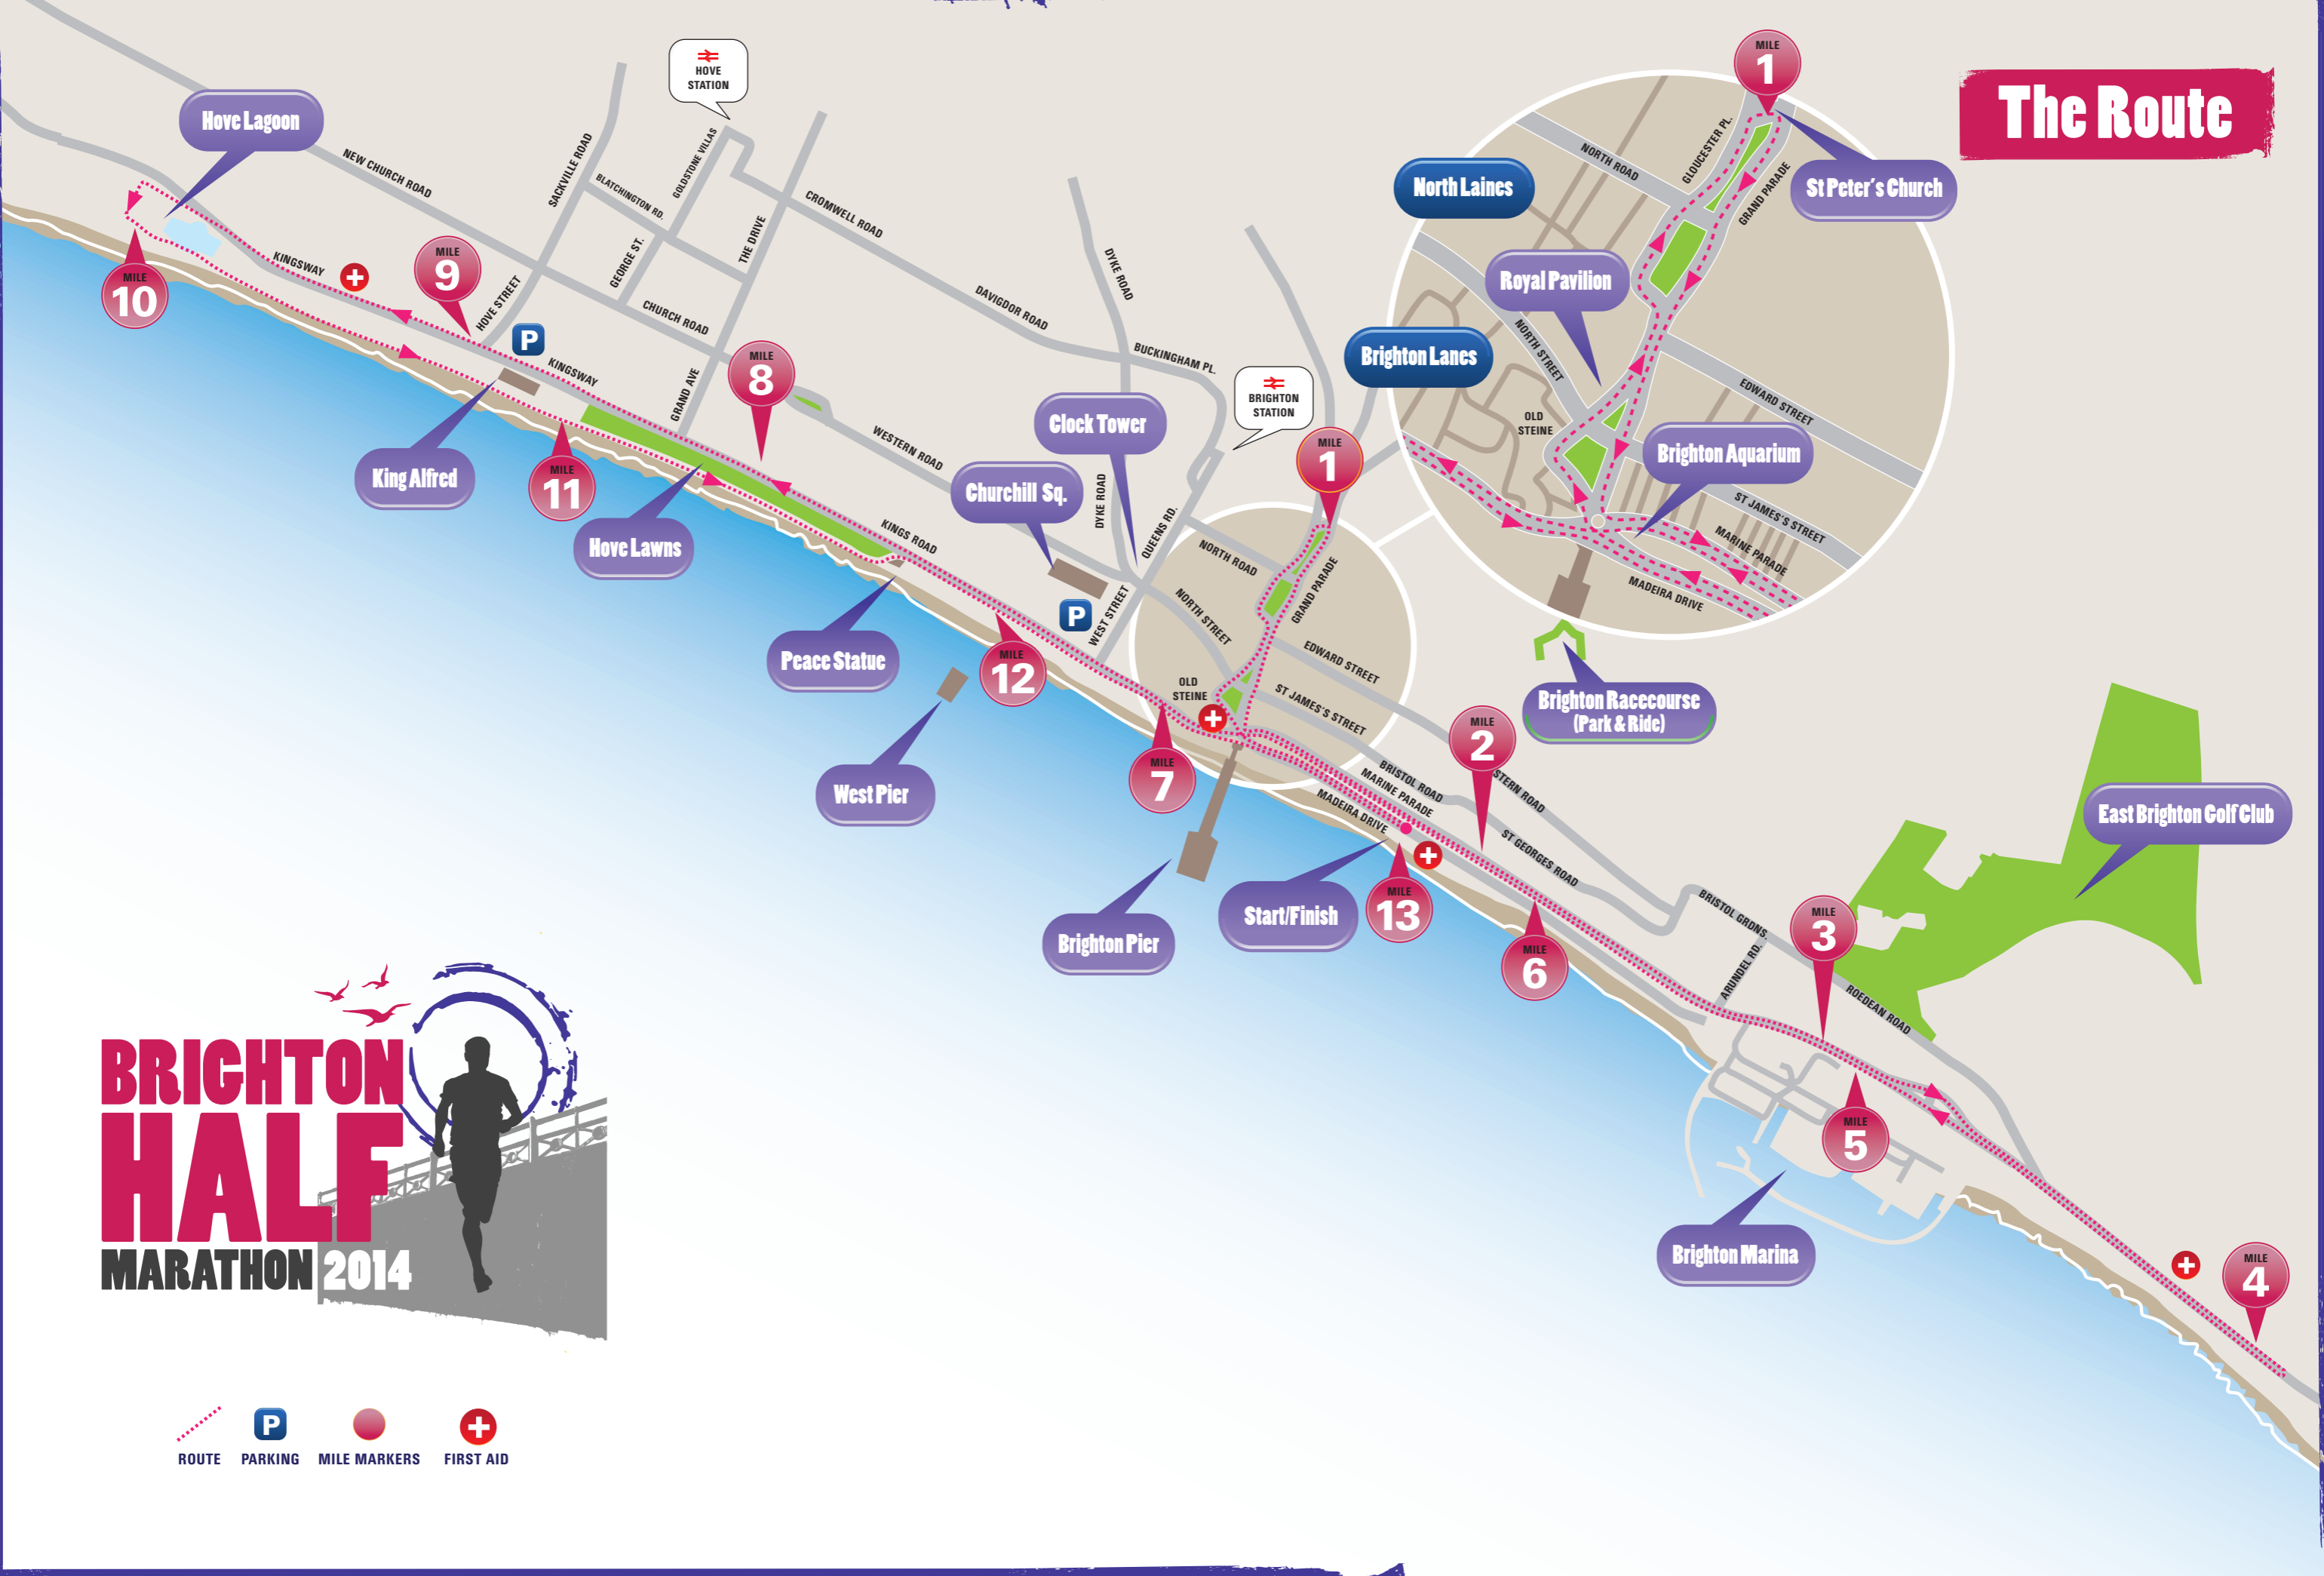 The Route
MILE
1
St Peter's Church
GLOUCESTER PL.
NORTH ROAD
GRAND PARADE
North Laines
Royal Pavilion
NORTH STREET
Brighton Lanes
EDWARD STREET
OLD
STEINE
Brighton Aquarium
ST JAMES'S STREET
MARINE PARADE
MADEIRA DRIVE
HOVE
STATION
Hove Lagoon
NEW CHURCH ROAD
SACKVILLE ROAD
BLATCHINGTON RD.
GOLDSTONE VILLAS
CROMWELL ROAD
THE DRIVE
GEORGE ST.
DYKE ROAD
KINGSWAY
MILE
9
MILE
10
HOVE STREET
CHURCH ROAD
DAVIGDOR ROAD
BUCKINGHAM PL.
P
KINGSWAY
MILE
8
GRAND AVE
BRIGHTON
STATION
Clock Tower
WESTERN ROAD
King Alfred
MILE
11
Churchill Sq.
DYKE ROAD
QUEENS RD.
MILE
1
Hove Lawns
KINGS ROAD
NORTH ROAD
GRAND PARADE
P
WEST STREET
NORTH STREET
Peace Statue
MILE
12
EDWARD STREET
OLD
STEINE
ST JAMES'S STREET
Brighton Racecourse
(Park & Ride)
West Pier
MILE
7
MILE
2
BRISTOL ROAD
MARINE PARADE
MADEIRA DRIVE
STERN ROAD
ST GEORGES ROAD
East Brighton Golf Club
Brighton Pier
Start/Finish
MILE
13
MILE
6
BRISTOL GRDNS.
ARUNDEL RD.
MILE
3
ROEDEAN ROAD
MILE
5
Brighton Marina
MILE
4
BRIGHTON
HALF
MARATHON 2014
P
ROUTE PARKING MILE MARKERS FIRST AID